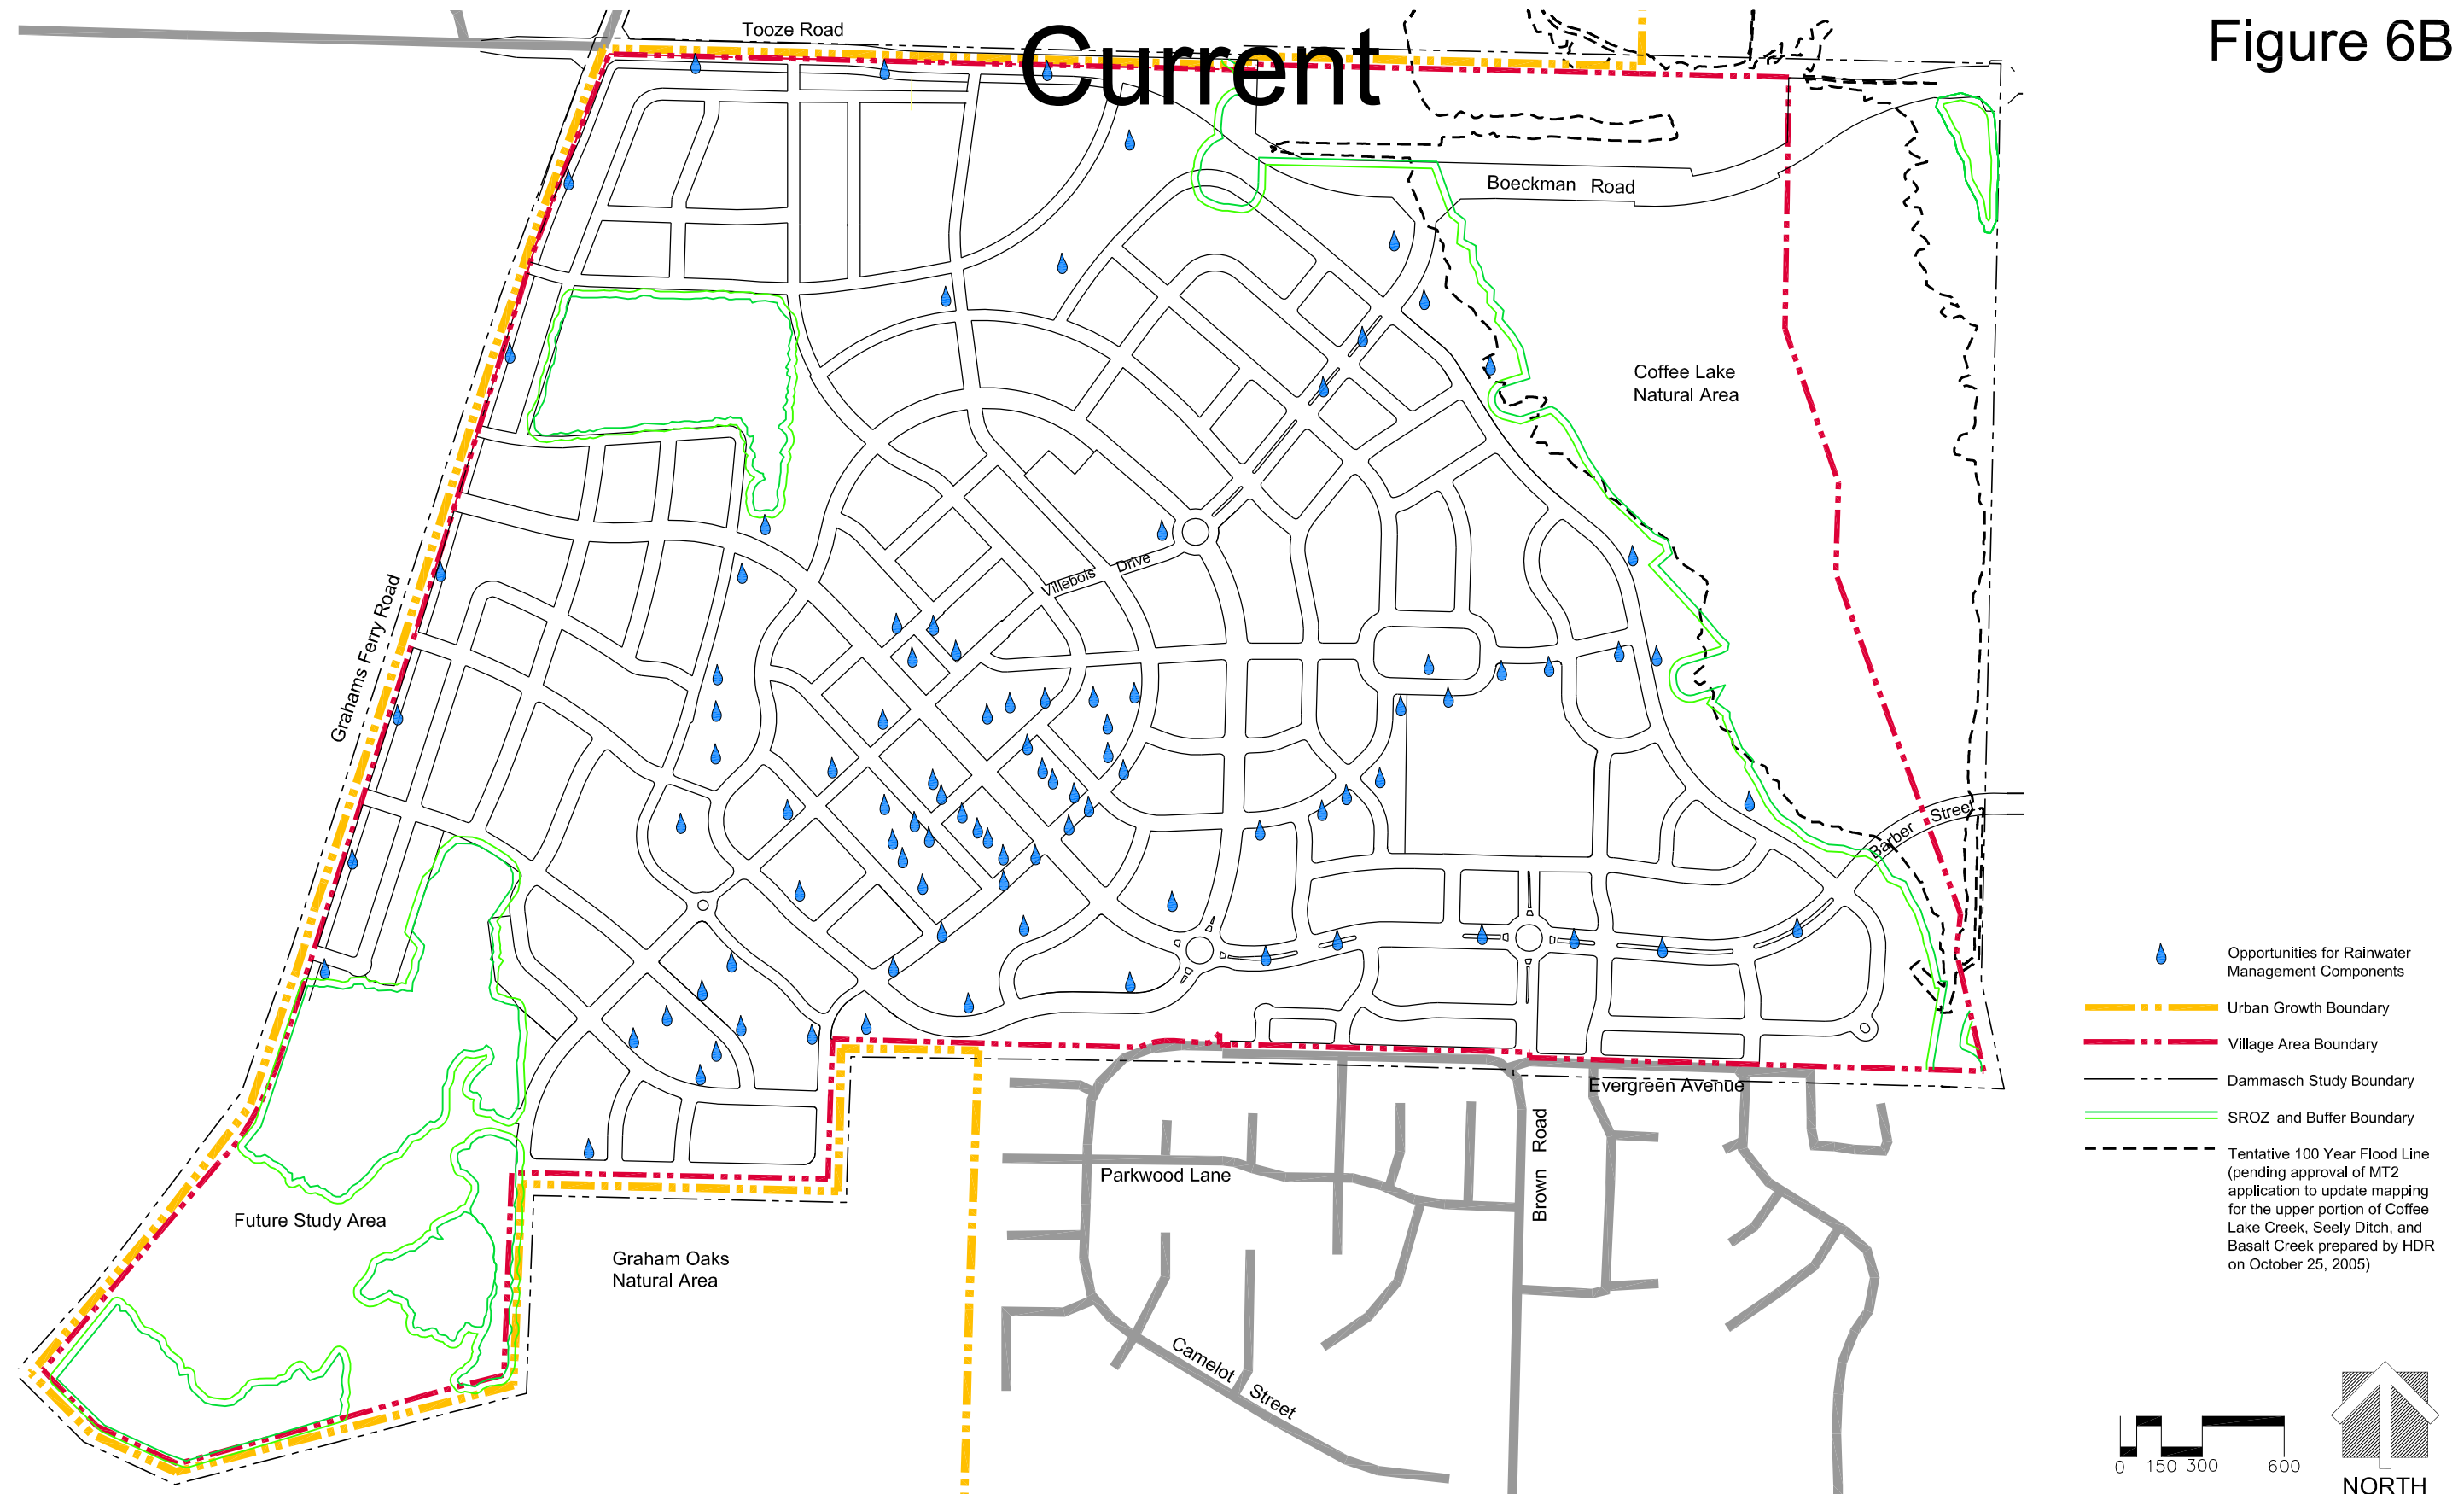 Figure 6B
Current
Tooze Road
Boeckman Road
Coffee Lake
Natural Area
Villebois Drive
Grahams Ferry Road
Barber Street
Evergreen Avenue
Brown Road
Parkwood Lane
Camelot Street
Future Study Area
Graham Oaks
Natural Area
Opportunities for Rainwater
Management Components
Urban Growth Boundary
Village Area Boundary
Dammasch Study Boundary
SROZ and Buffer Boundary
Tentative 100 Year Flood Line
(pending approval of MT2
application to update mapping
for the upper portion of Coffee
Lake Creek, Seely Ditch, and
Basalt Creek prepared by HDR
on October 25, 2005)
0 150 300 600
NORTH